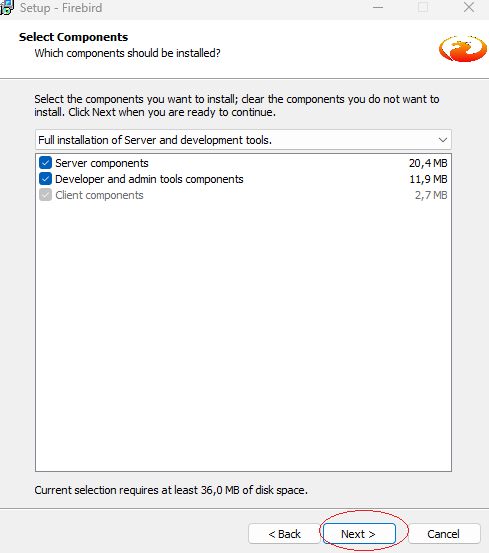 Setup - Firebird
Select Components
Which components should be installed?
Select the components you want to install; clear the components you do not want to
install. Click Next when you are ready to continue.
Full installation of Server and development tools.
Server components 20,4 MB
Developer and admin tools components 11,9 MB
Client components 2,7 MB
Current selection requires at least 36,0 MB of disk space.
< Back Next > Cancel